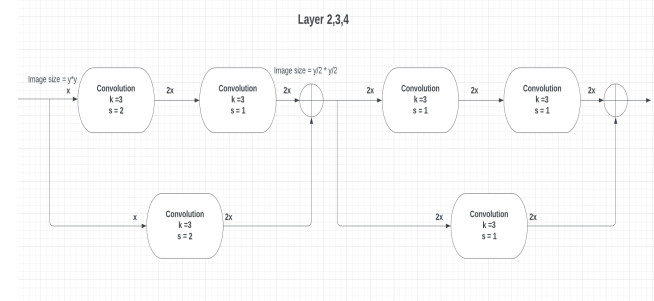 Layer 2,3,4
Image size = y*y
x
Convolution
k =3
s = 2
2x
Convolution
k =3
s = 1
Image size = y/2 * y/2
2x
2x
Convolution
k =3
s = 1
2x
Convolution
k =3
s = 1
2x
x
Convolution
k =3
s = 2
2x
2x
Convolution
k =3
s = 1
2x